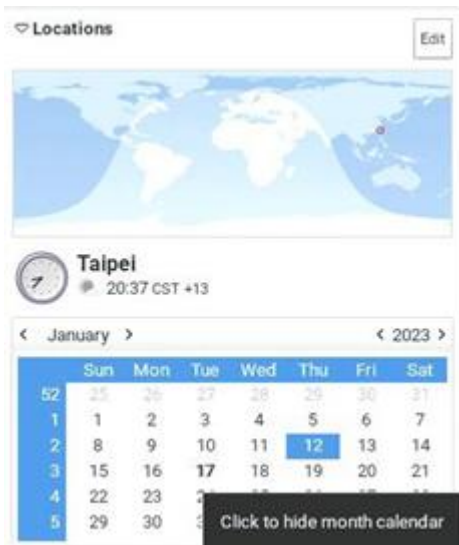 Locations
Edit
Taipei
20:37 CST +13
< January > < 2023 >
Sun Mon Tue Wed Thu Fri Sat
52 25 26 27 28 29 30 31
1 1 2 3 4 5 6 7
2 8 9 10 11 12 13 14
3 15 16 17 18 19 20 21
4 22 23
5 29 30
Click to hide month calendar